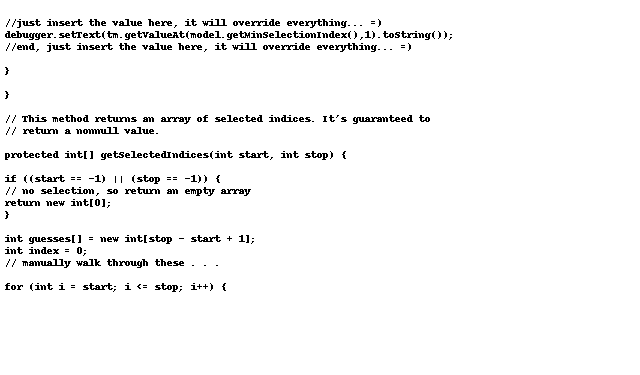 //just insert the value here, it will override everything... =)
debugger.setText(tm.getValueAt(model.getMinSelectionIndex(),1).toString());
//end, just insert the value here, it will override everything... =)
}
}
// This method returns an array of selected indices. It's guaranteed to
// return a nonnull value.
protected int[] getSelectedIndices(int start, int stop) {
if ((start == -1) || (stop == -1)) {
// no selection, so return an empty array
return new int[0];
}
int guesses[] = new int[stop - start + 1];
int index = 0;
// manually walk through these . . .
for (int i = start; i <= stop; i++) {